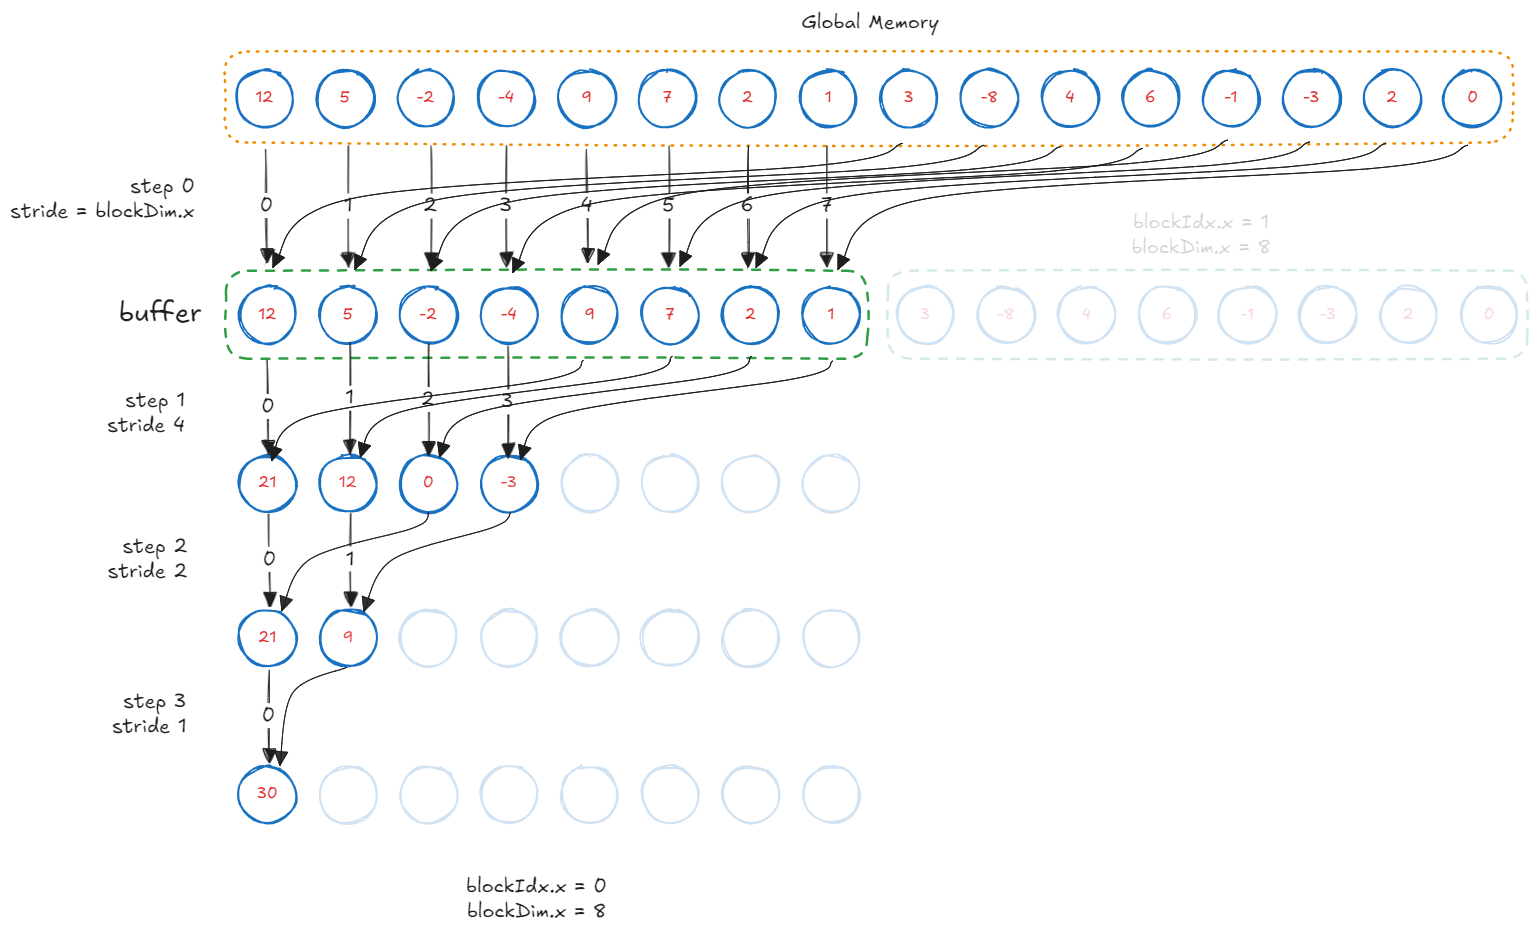 Global Memory
12 5 -2 -4 9 7 2 1 3 -8 4 6 -1 -3 2 0
step 0
stride = blockDim.x
0 1 2 3 4 5 6 7
blockIdx.x = 1
blockDim.x = 8
buffer
12 5 -2 -4 9 7 2 1
3 -8 4 6 -1 -3 2 0
step 1
stride 4
0 1 2 3
21 12 0 -3
step 2
stride 2
0 1
21 9
step 3
stride 1
0
30
blockIdx.x = 0
blockDim.x = 8